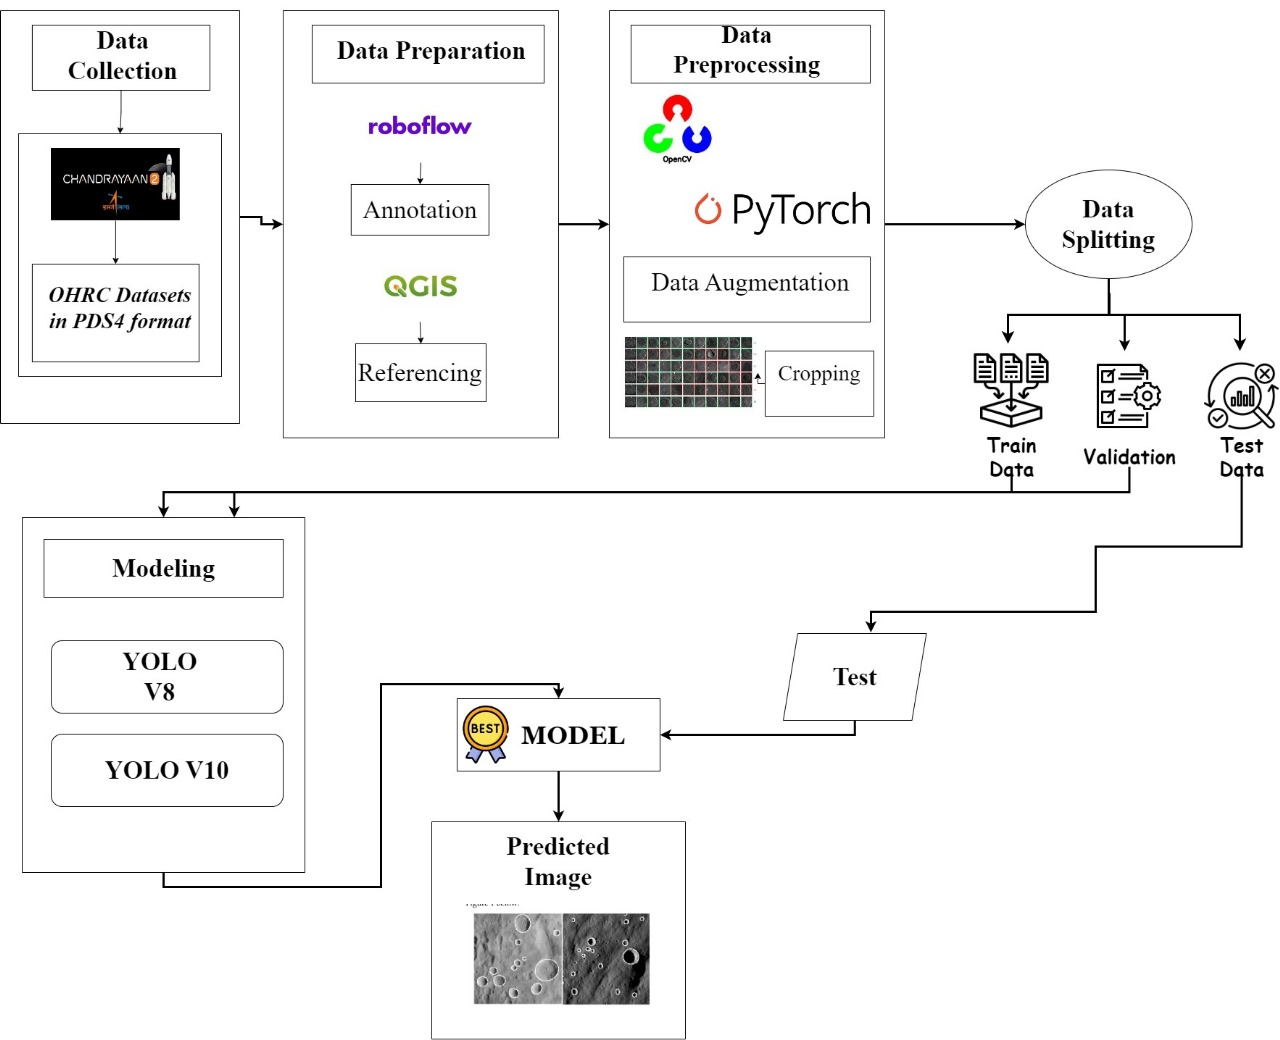 Data
Collection
CHANDRAYAAN 2
OHRC Datasets
in PDS4 format
Data Preparation
roboflow
Annotation
QGIS
Referencing
Data
Preprocessing
OpenCV
PyTorch
Data Augmentation
Cropping
Data
Splitting
Train
Data
Validation
Test
Data
Modeling
YOLO
V8
YOLO V10
Test
BEST
MODEL
Predicted
Image